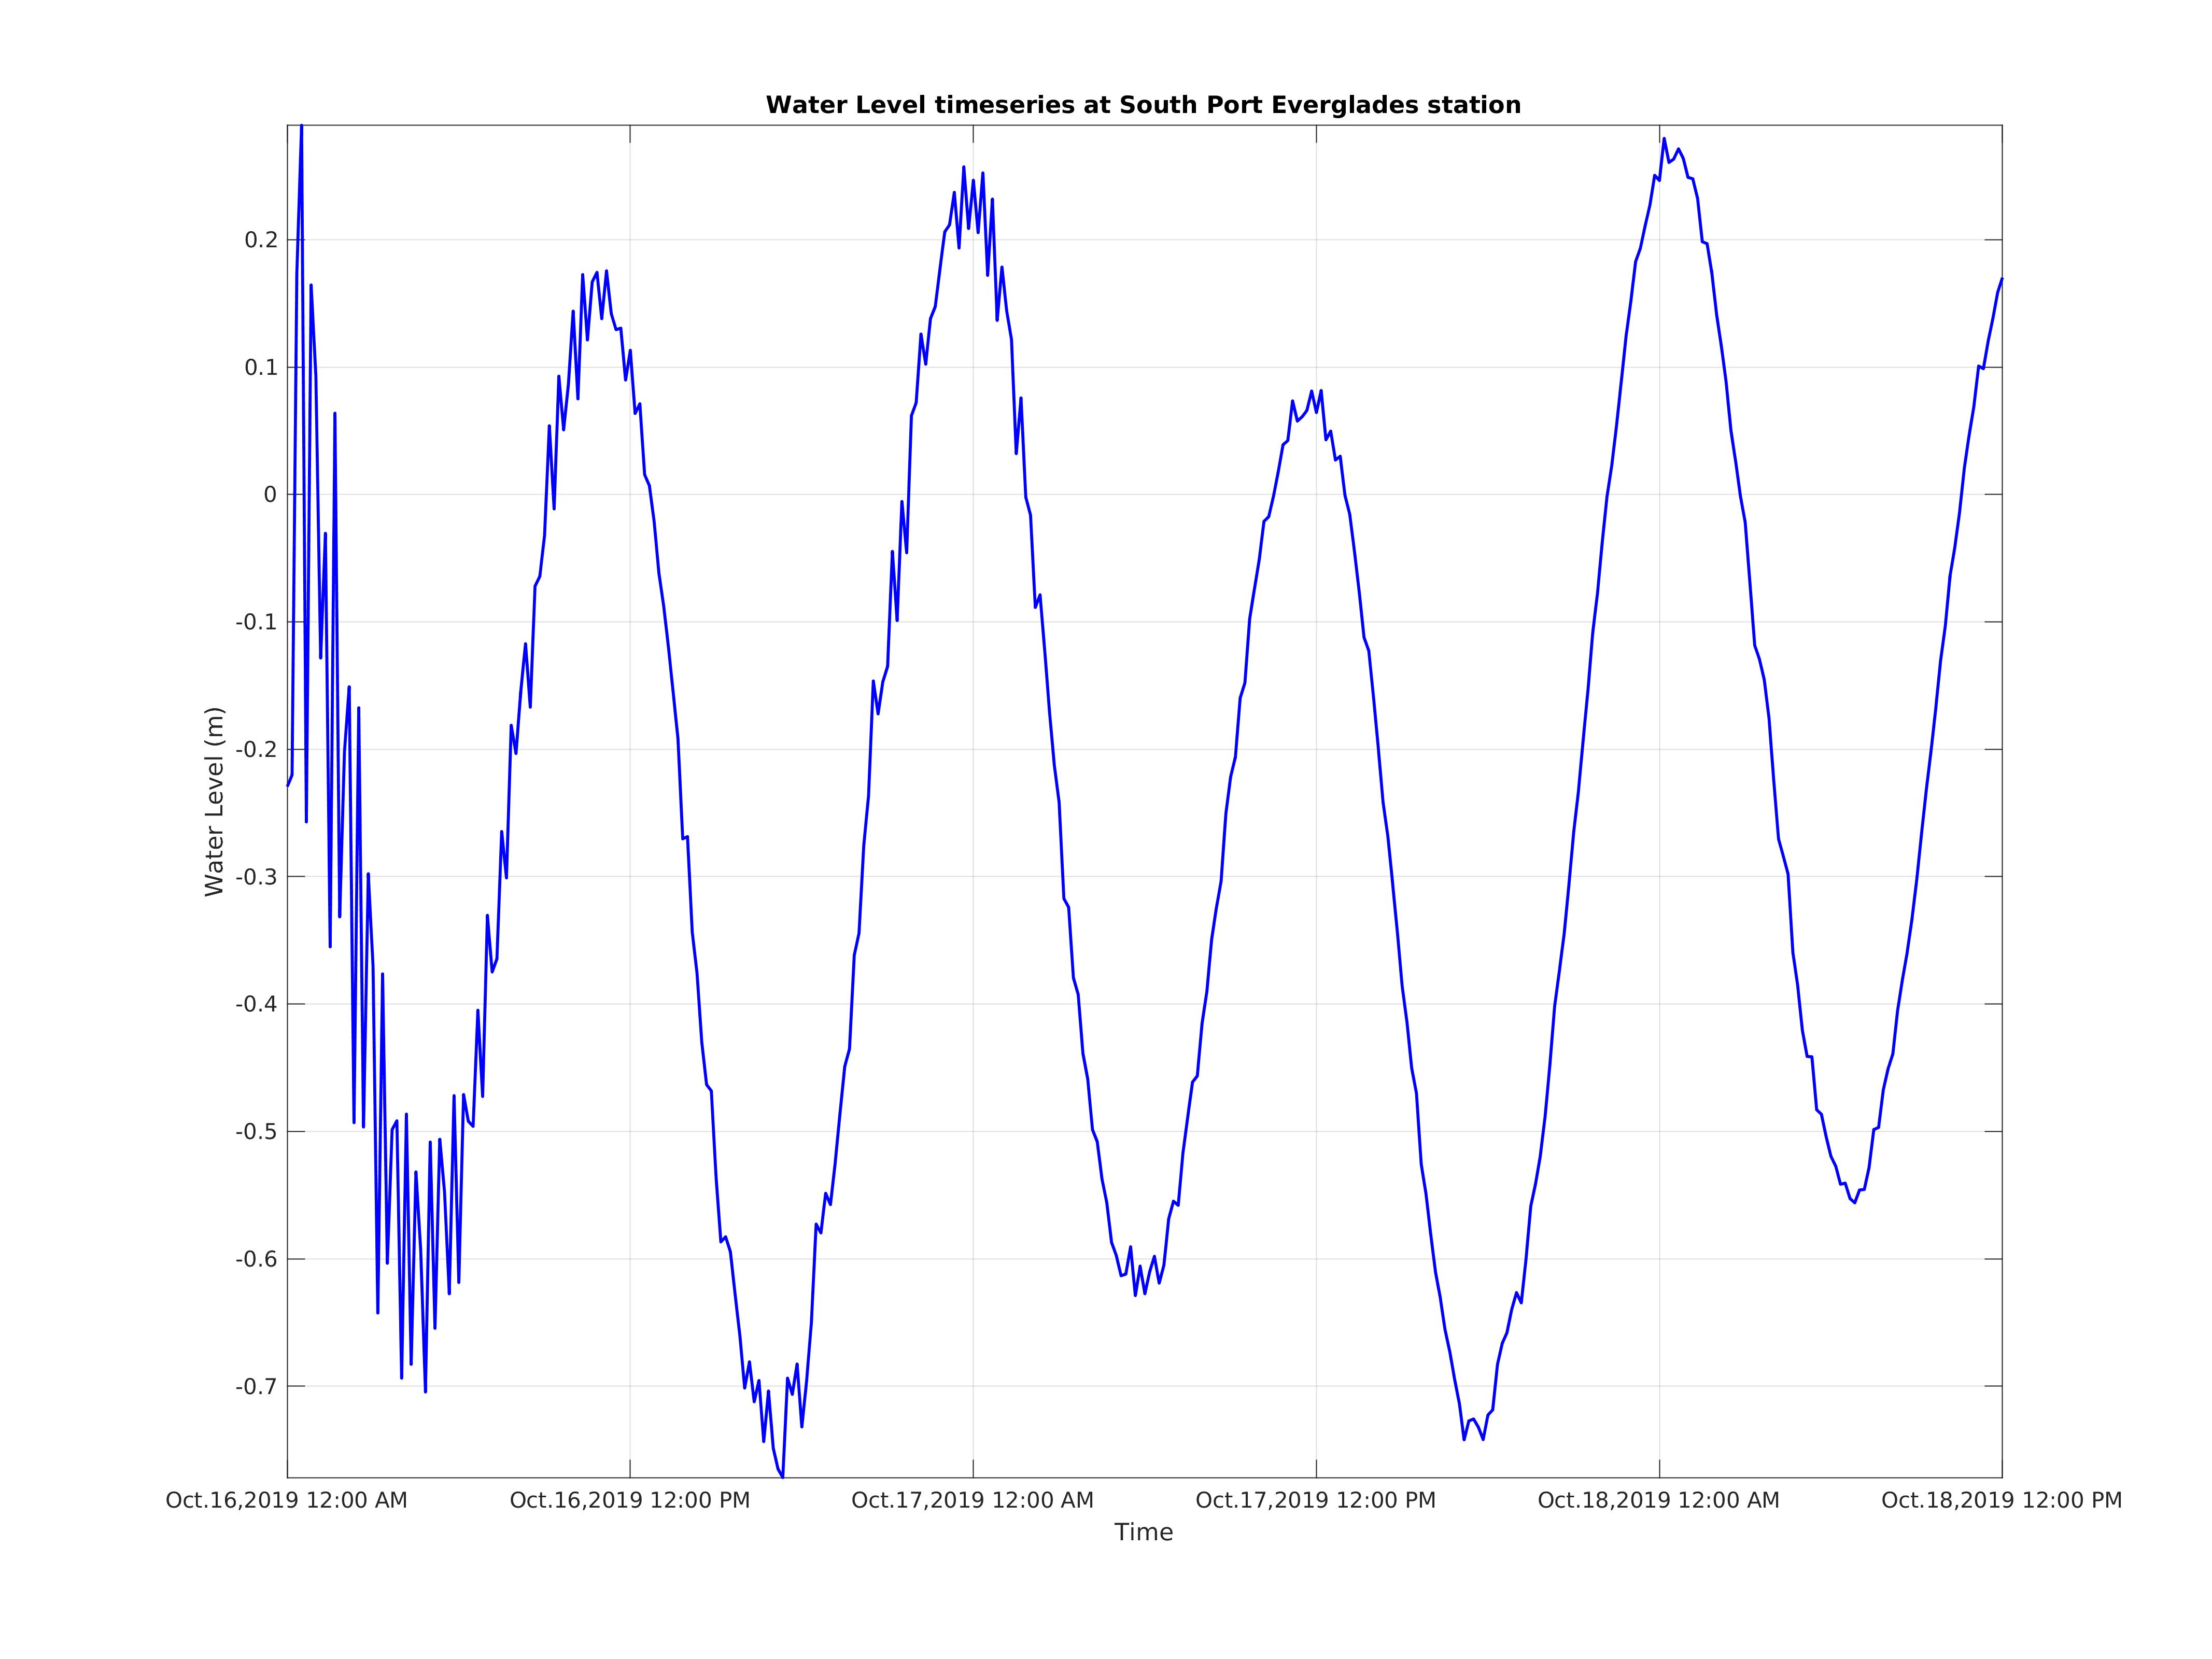 Water Level timeseries at South Port Everglades station
0.2
0.1
0
-0.1
-0.2
-0.3
-0.4
-0.5
-0.6
-0.7
Water Level (m)
Oct.16,2019 12:00 AM
Oct.16,2019 12:00 PM
Oct.17,2019 12:00 AM
Oct.17,2019 12:00 PM
Oct.18,2019 12:00 AM
Oct.18,2019 12:00 PM
Time